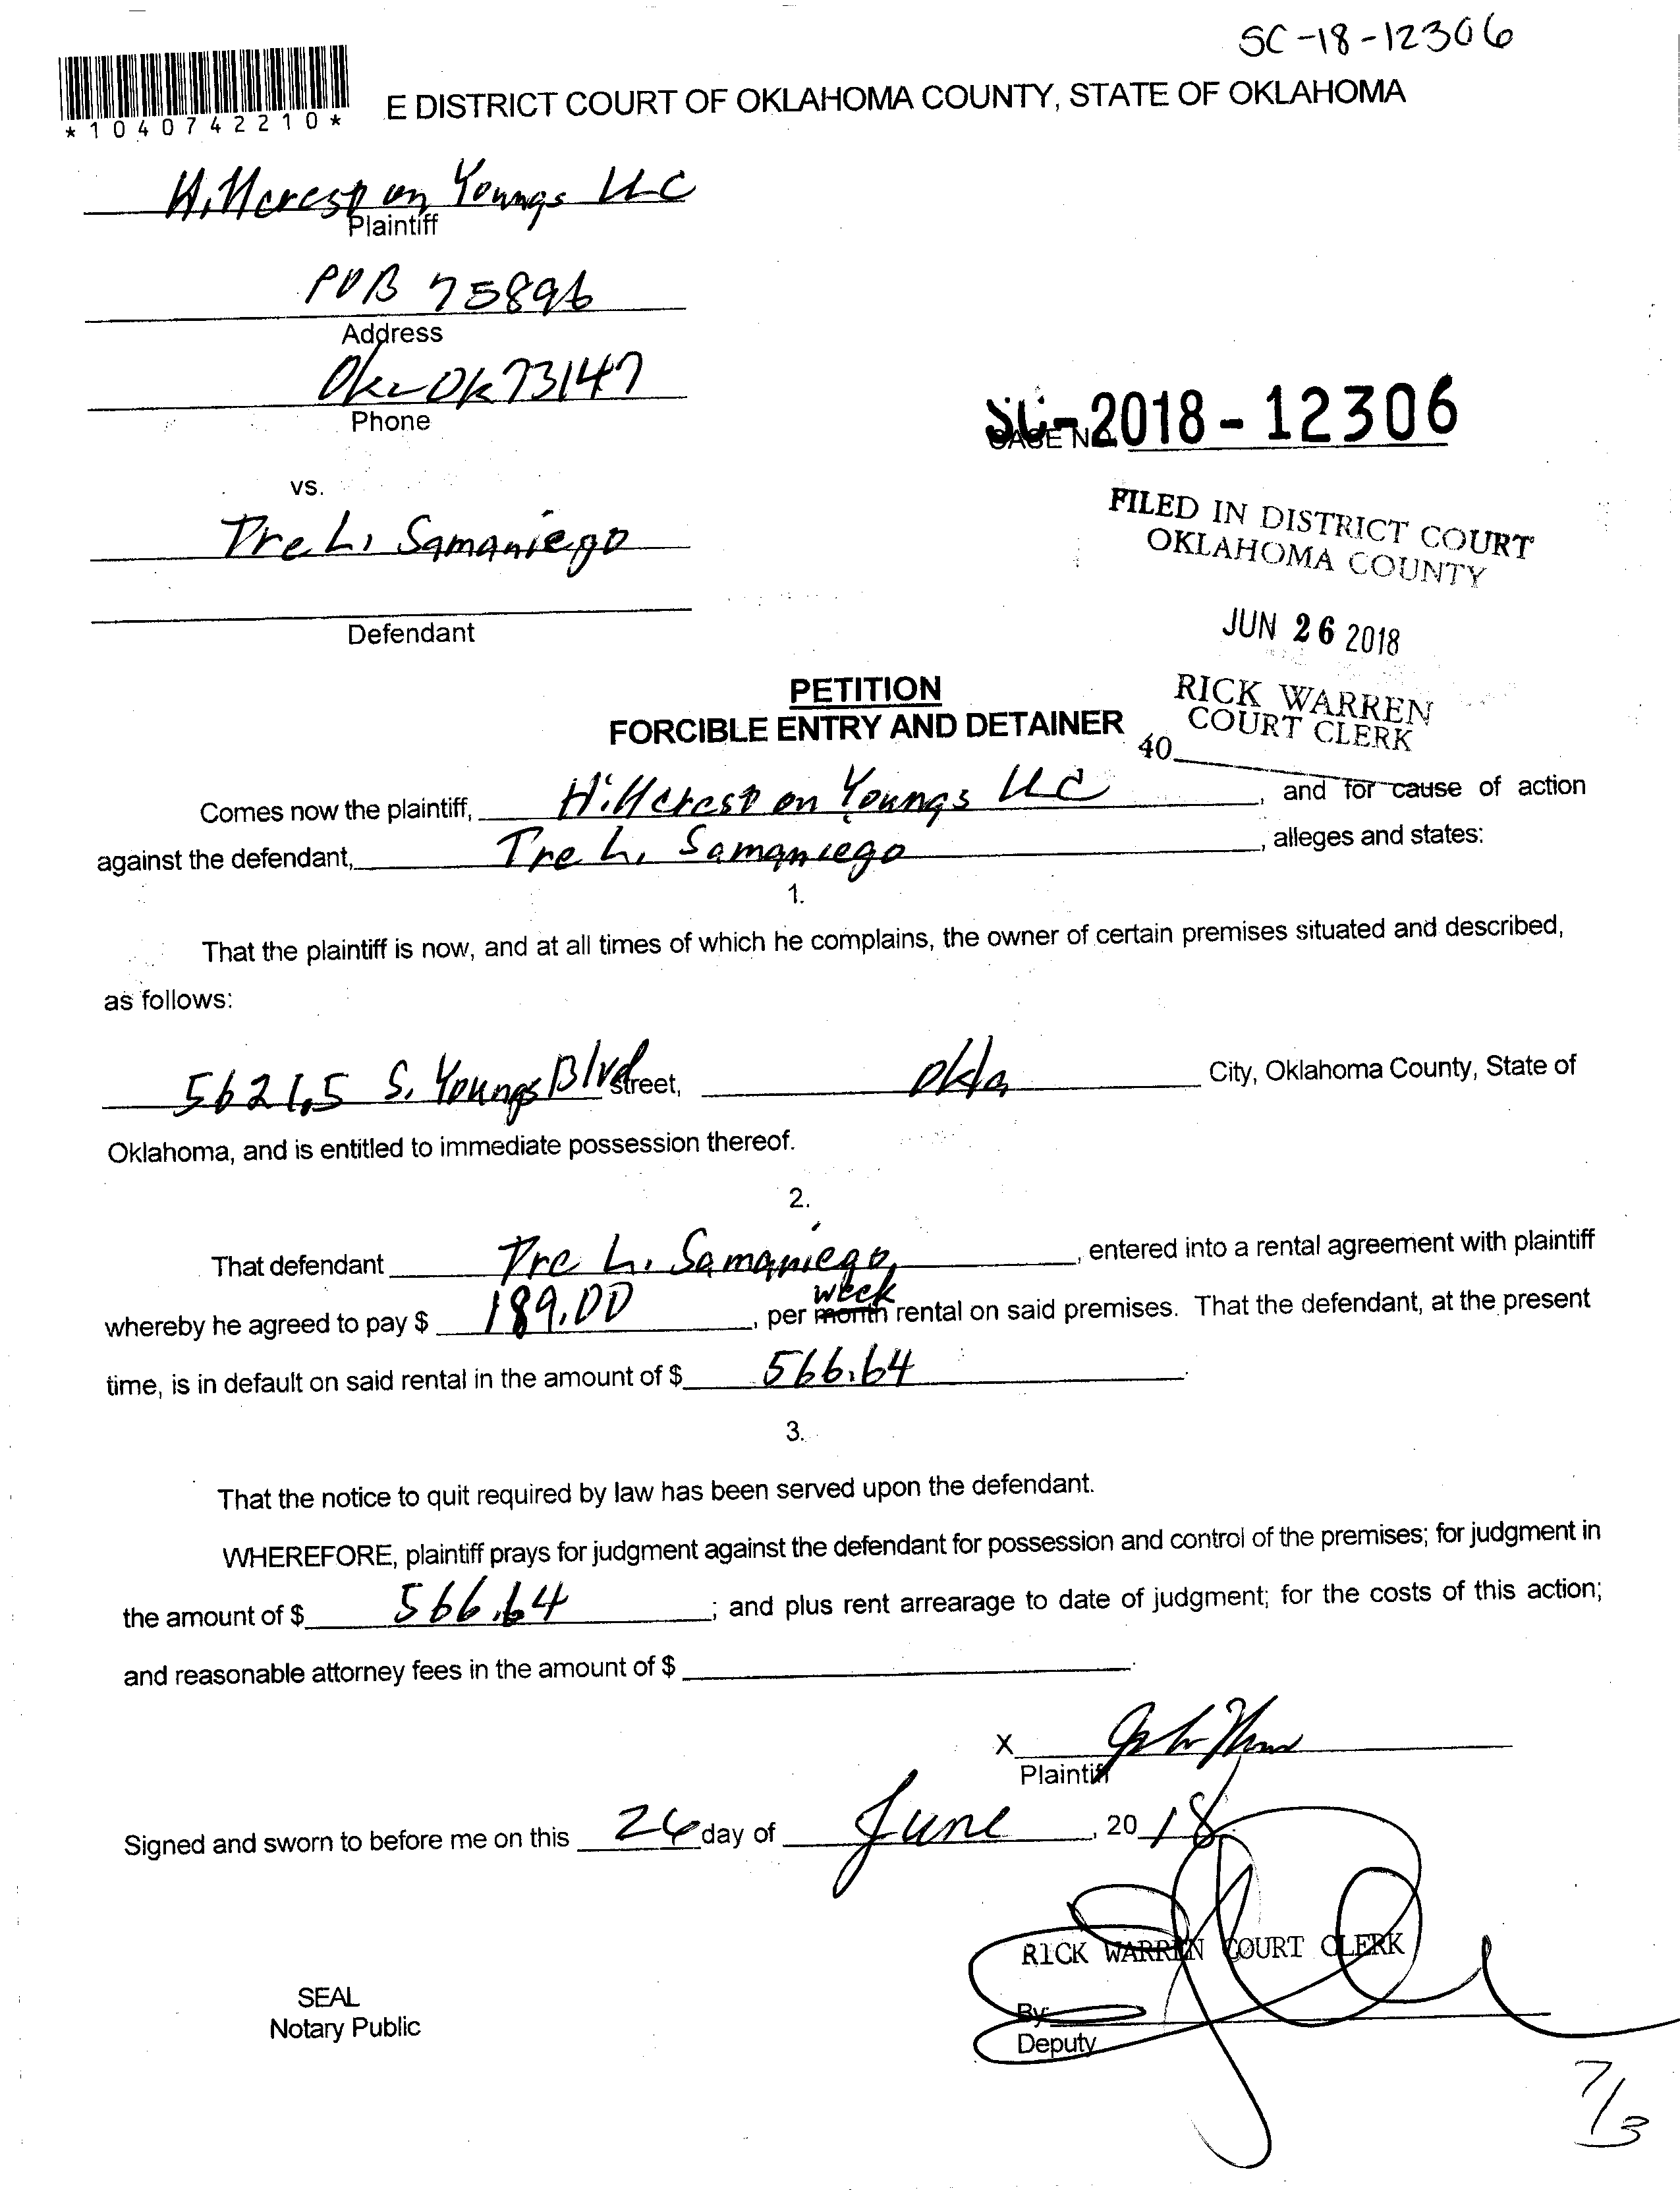 SC-18-12306
*1040742210*
E DISTRICT COURT OF OKLAHOMA COUNTY, STATE OF OKLAHOMA
Hillcrest on Youngs LLC
Plaintiff
POB 75896
Address
Okc Ok 73147
Phone
SC-2018-12306
CASE NO.
vs.
Tre L. Samaniego
Defendant
FILED IN DISTRICT COURT
OKLAHOMA COUNTY
JUN 26 2018
RICK WARREN
COURT CLERK
40
PETITION
FORCIBLE ENTRY AND DETAINER
Comes now the plaintiff, Hillcrest on Youngs LLC, and for cause of action
against the defendant, Tre L. Samaniego, alleges and states:
1.
That the plaintiff is now, and at all times of which he complains, the owner of certain premises situated and described,
as follows:
5621.5 S. Youngs Blvd street, Okla City, Oklahoma County, State of
Oklahoma, and is entitled to immediate possession thereof.
2.
That defendant Tre L. Samaniego, entered into a rental agreement with plaintiff
week
whereby he agreed to pay $ 189.00, per month rental on said premises. That the defendant, at the present
time, is in default on said rental in the amount of $ 566.64.
3.
That the notice to quit required by law has been served upon the defendant.
WHEREFORE, plaintiff prays for judgment against the defendant for possession and control of the premises; for judgment in
the amount of $ 566.64; and plus rent arrearage to date of judgment; for the costs of this action;
and reasonable attorney fees in the amount of $
X
Plaintiff
Signed and sworn to before me on this 26 day of June, 2018
RICK WARREN COURT CLERK
By
Deputy
SEAL
Notary Public
7/3